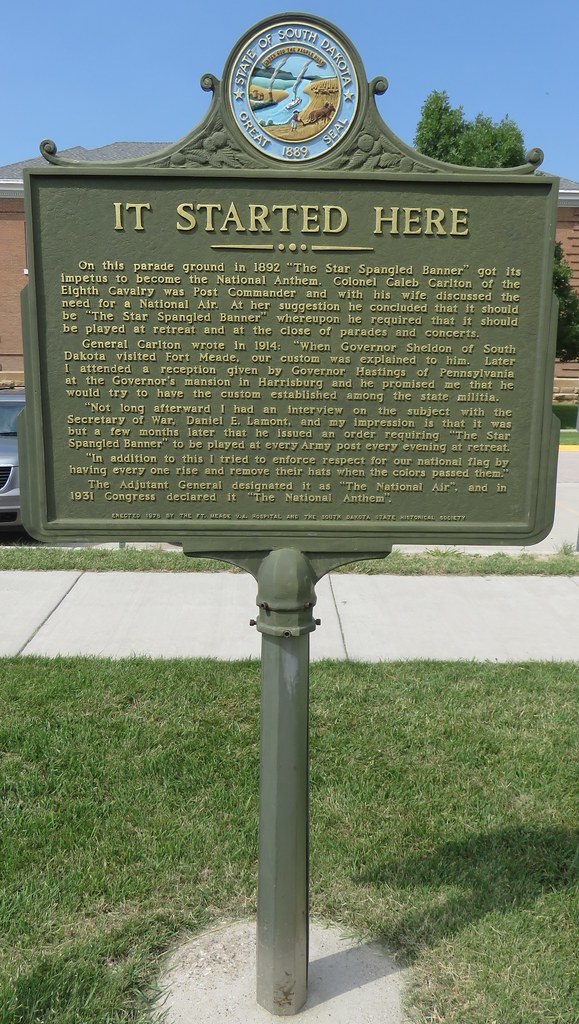 STATE OF SOUTH DAKOTA
GREAT SEAL
1889
IT STARTED HERE
On this parade ground in 1892 "The Star Spangled Banner" got its
impetus to become the National Anthem. Colonel Caleb Carlton of the
Eighth Cavalry was Post Commander and with his wife discussed the
need for a National Air. At her suggestion he concluded that it should
be "The Star Spangled Banner" whereupon he required that it should
be played at retreat and at the close of parades and concerts.
General Carlton wrote in 1914: "When Governor Sheldon of South
Dakota visited Fort Meade, our custom was explained to him. Later
I attended a reception given by Governor Hastings of Pennsylvania
at the Governor's mansion in Harrisburg and he promised me that he
would try to have the custom established among the state militia.
"Not long afterward I had an interview on the subject with the
Secretary of War, Daniel E. Lamont, and my impression is that it was
but a few months later that he issued an order requiring "The Star
Spangled Banner" to be played at every Army post every evening at retreat.
"In addition to this I tried to enforce respect for our national flag by
having every one rise and remove their hats when the colors passed them."
The Adjutant General designated it as "The National Air", and in
1931 Congress declared it "The National Anthem".
ERECTED 1976 BY THE FT. MEADE V.A. HOSPITAL AND THE SOUTH DAKOTA STATE HISTORICAL SOCIETY